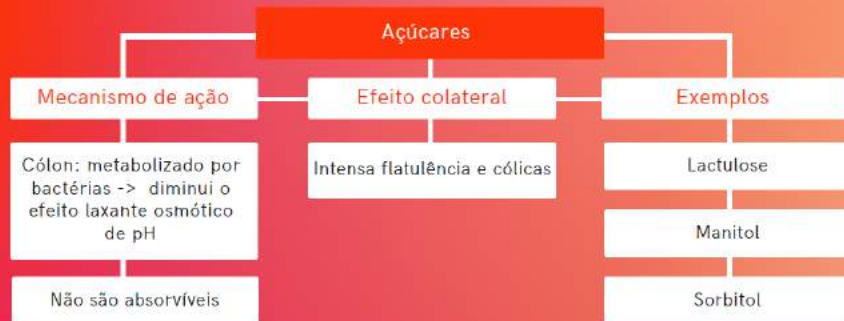 Açúcares
Mecanismo de ação
Efeito colateral
Exemplos
Cólon: metabolizado por
bactérias -> diminui o
efeito laxante osmótico
de pH
Não são absorvíveis
Intensa flatulência e cólicas
Lactulose
Manitol
Sorbitol